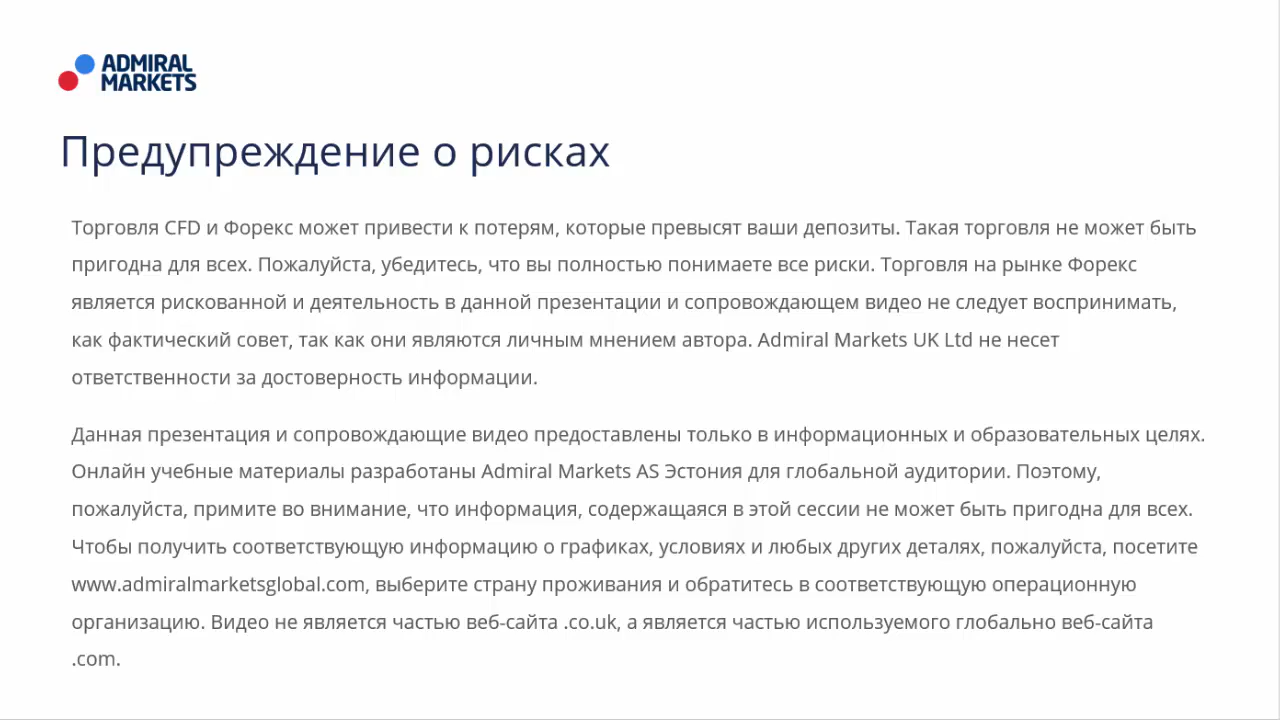 ADMIRAL
MARKETS
Предупреждение о рисках
Торговля CFD и Форекс может привести к потерям, которые превысят ваши депозиты. Такая торговля не может быть
пригодна для всех. Пожалуйста, убедитесь, что вы полностью понимаете все риски. Торговля на рынке Форекс
является рискованной и деятельность в данной презентации и сопровождающем видео не следует воспринимать,
как фактический совет, так как они являются личным мнением автора. Admiral Markets UK Ltd не несет
ответственности за достоверность информации.
Данная презентация и сопровождающие видео предоставлены только в информационных и образовательных целях.
Онлайн учебные материалы разработаны Admiral Markets AS Эстония для глобальной аудитории. Поэтому,
пожалуйста, примите во внимание, что информация, содержащаяся в этой сессии не может быть пригодна для всех.
Чтобы получить соответствующую информацию о графиках, условиях и любых других деталях, пожалуйста, посетите
www.admiralmarketsglobal.com, выберите страну проживания и обратитесь в соответствующую операционную
организацию. Видео не является частью веб-сайта .co.uk, а является частью используемого глобально веб-сайта
.com.